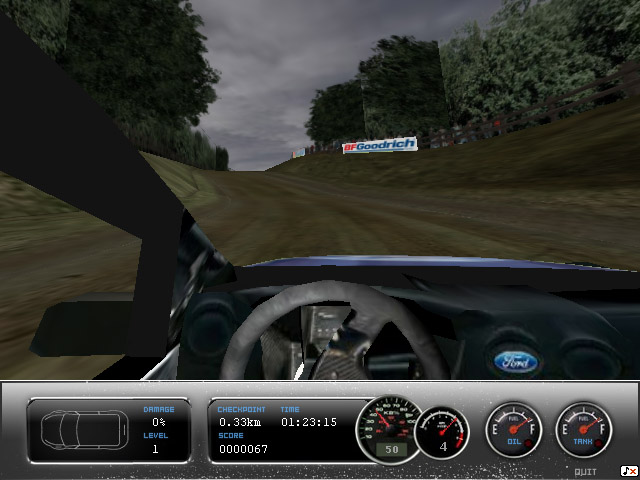 BFGoodrich
Ford
DAMAGE
0%
LEVEL
1
CHECKPOINT TIME
0.33km 01:23:15
SCORE
0000067
50
4
E FUEL F
OIL
E FUEL F
TANK
QUIT